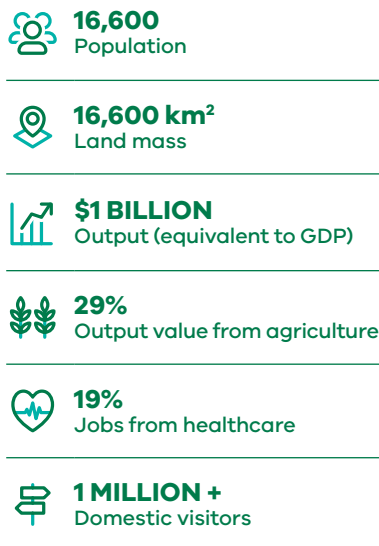 16,600
Population
16,600 km²
Land mass
$1 BILLION
Output (equivalent to GDP)
29%
Output value from agriculture
19%
Jobs from healthcare
1 MILLION +
Domestic visitors